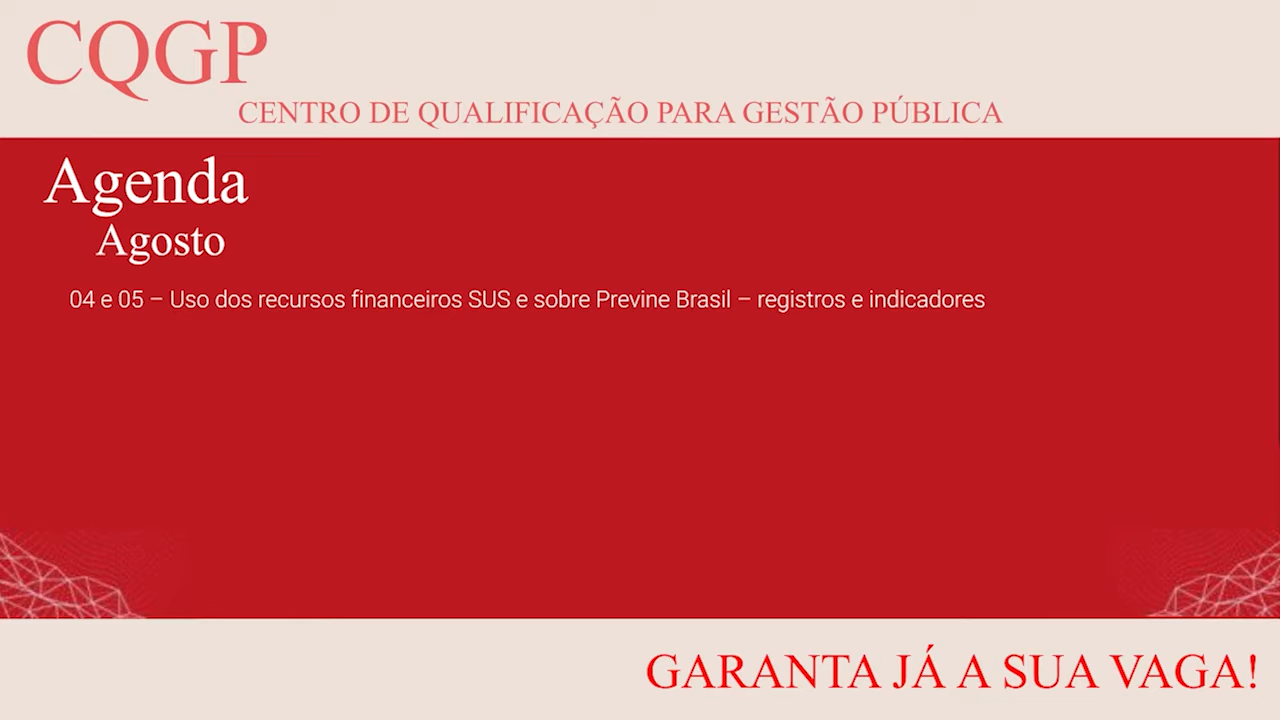 CQGP
CENTRO DE QUALIFICAÇÃO PARA GESTÃO PÚBLICA
Agenda
Agosto
04 e 05 – Uso dos recursos financeiros SUS e sobre Previne Brasil – registros e indicadores
GARANTA JÁ A SUA VAGA!